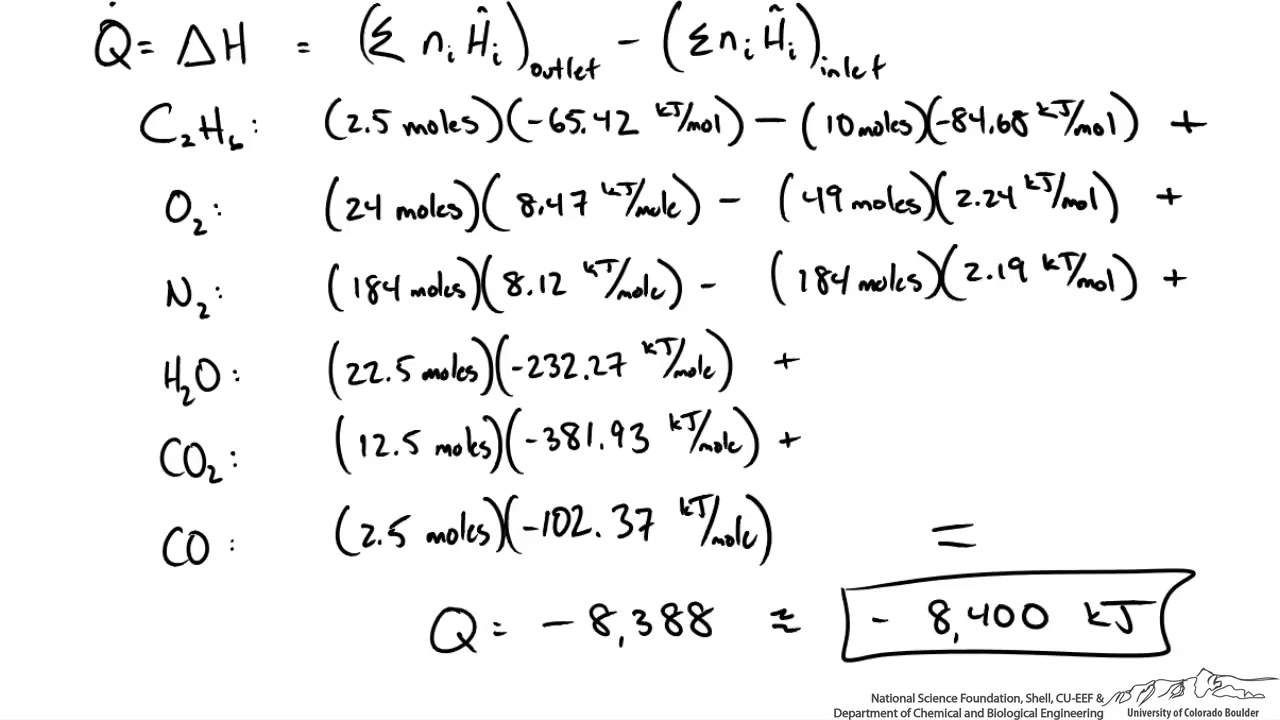 Q̇ = ΔH = (Σ nᵢ Ĥᵢ)outlet − (Σ nᵢ Ĥᵢ)inlet
C₂H₆: (2.5 moles)(-65.42 kJ/mol) − (10 moles)(-84.68 kJ/mol) +
O₂: (24 moles)(8.47 kJ/mole) − (49 moles)(2.24 kJ/mol) +
N₂: (184 moles)(8.12 kJ/mole) − (184 moles)(2.19 kJ/mol) +
H₂O: (22.5 moles)(-232.27 kJ/mole) +
CO₂: (12.5 moles)(-381.93 kJ/mole) +
CO: (2.5 moles)(-102.37 kJ/mole) =
Q = − 8,388 ≈ - 8,400 kJ
National Science Foundation, Shell, CU-EEF &
Department of Chemical and Biological Engineering
University of Colorado Boulder